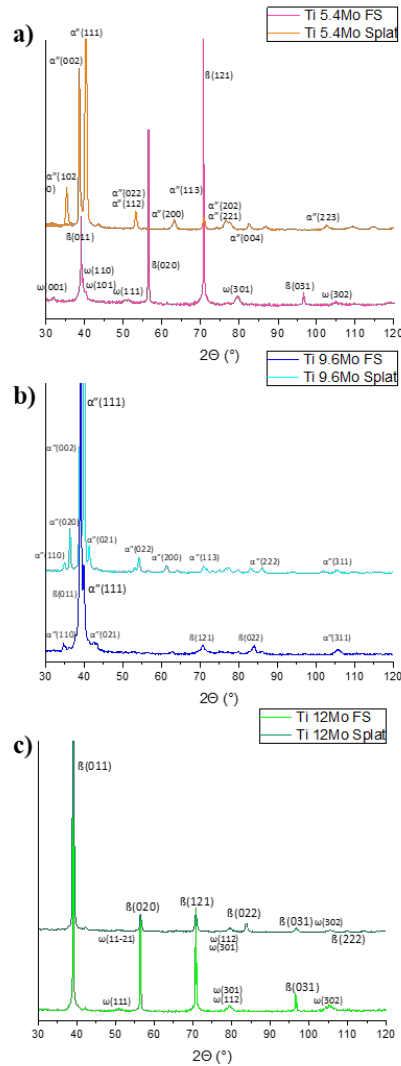 a)
Ti 5.4Mo FS
Ti 5.4Mo Splat
α"(111)
α"(002)
ß(121)
α"(102
0)
α"(022)
α"(112)
α"(113)
α"(200)
α"(202)
α"(221)
α"(004)
α"(223)
ß(011)
ω(110)
ω(101)
ω(001)
ω(111)
ß(020)
ω(301)
ß(031)
ω(302)
30 40 50 60 70 80 90 100 110 120
2Θ (°)
b)
Ti 9.6Mo FS
Ti 9.6Mo Splat
α"(111)
α"(002)
α"(020)
α"(021)
α"(110)
α"(022)
α"(200)
α"(113)
α"(222)
α"(311)
ß(011)
α"(111)
α"(110)
α"(021)
ß(121)
ß(022)
α"(311)
30 40 50 60 70 80 90 100 110 120
2Θ (°)
c)
Ti 12Mo FS
Ti 12Mo Splat
ß(011)
ß(020)
ß(121)
ß(022)
ß(031)
ω(302)
ω(11-21)
ω(112)
ω(301)
ß(222)
ω(111)
ω(301)
ω(112)
ß(031)
ω(302)
30 40 50 60 70 80 90 100 110 120
2Θ (°)